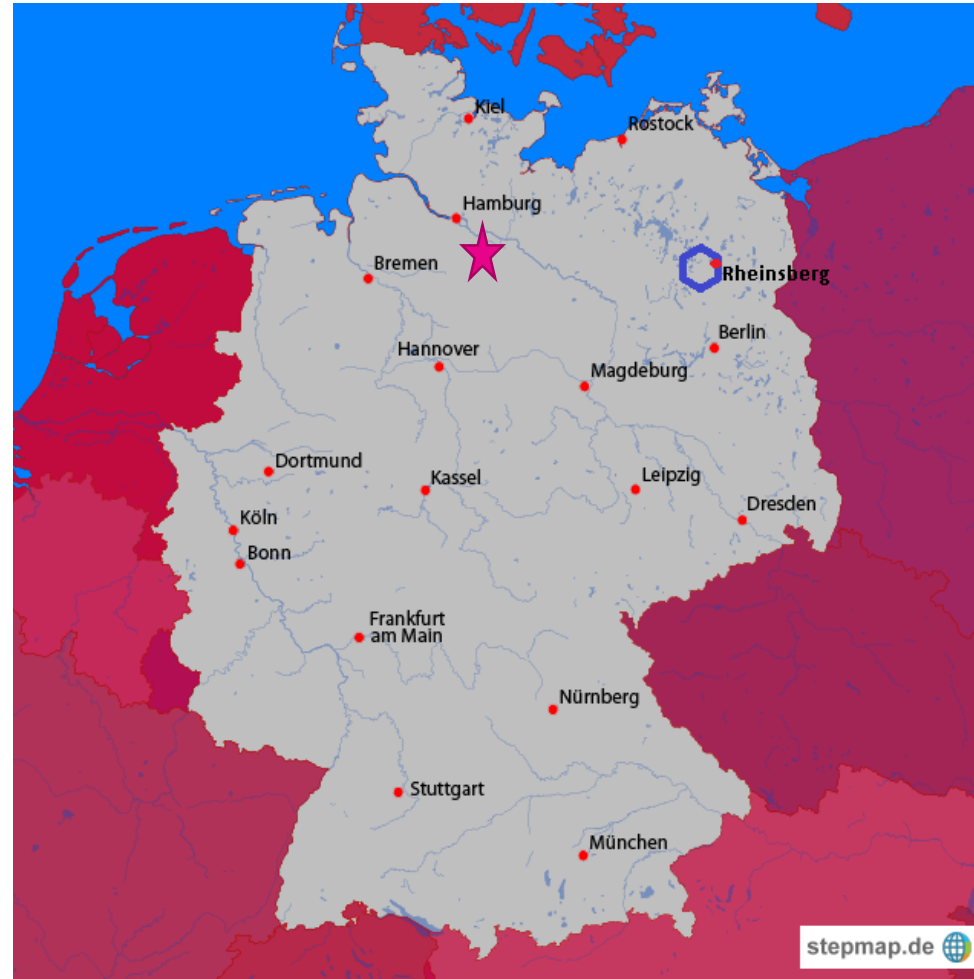 Kiel
Rostock
Hamburg
Bremen
Rheinsberg
Berlin
Hannover
Magdeburg
Dortmund
Kassel
Leipzig
Dresden
Köln
Bonn
Frankfurt
am Main
Nürnberg
Stuttgart
München
stepmap.de